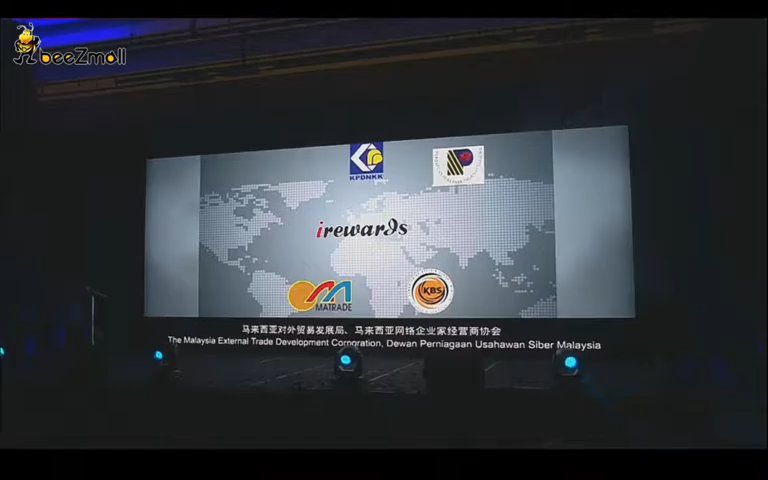 beeZmall
KPDNKK
irewards
MATRADE
KBS
马来西亚对外贸易发展局、马来西亚网络企业家经营商协会
The Malaysia External Trade Development Corporation, Dewan Perniagaan Usahawan Siber Malaysia